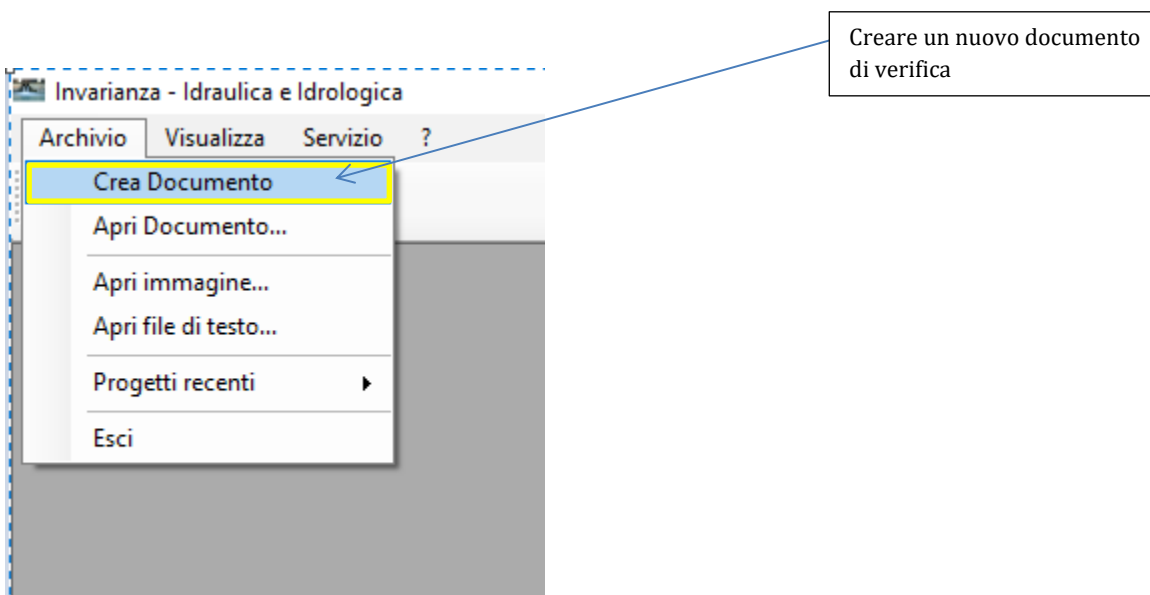 Creare un nuovo documento
di verifica
Invarianza - Idraulica e Idrologica
Archivio Visualizza Servizio ?
Crea Documento
Apri Documento...
Apri immagine...
Apri file di testo...
Progetti recenti
Esci